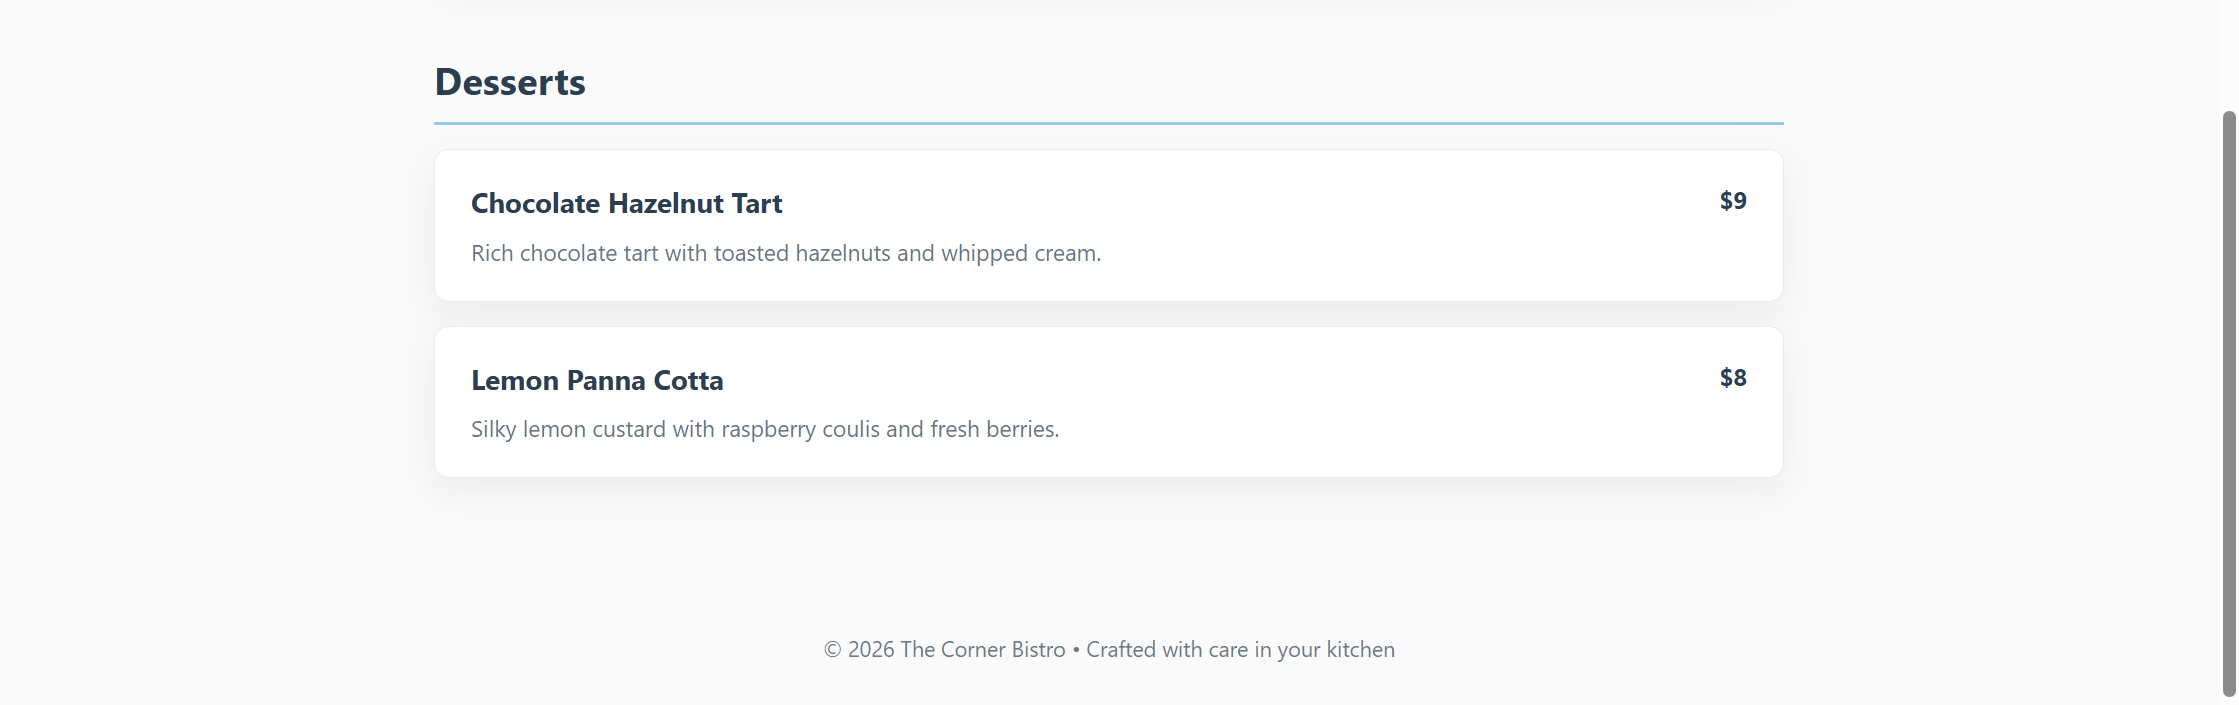 Desserts
Chocolate Hazelnut Tart
$9
Rich chocolate tart with toasted hazelnuts and whipped cream.
Lemon Panna Cotta
$8
Silky lemon custard with raspberry coulis and fresh berries.
© 2026 The Corner Bistro • Crafted with care in your kitchen